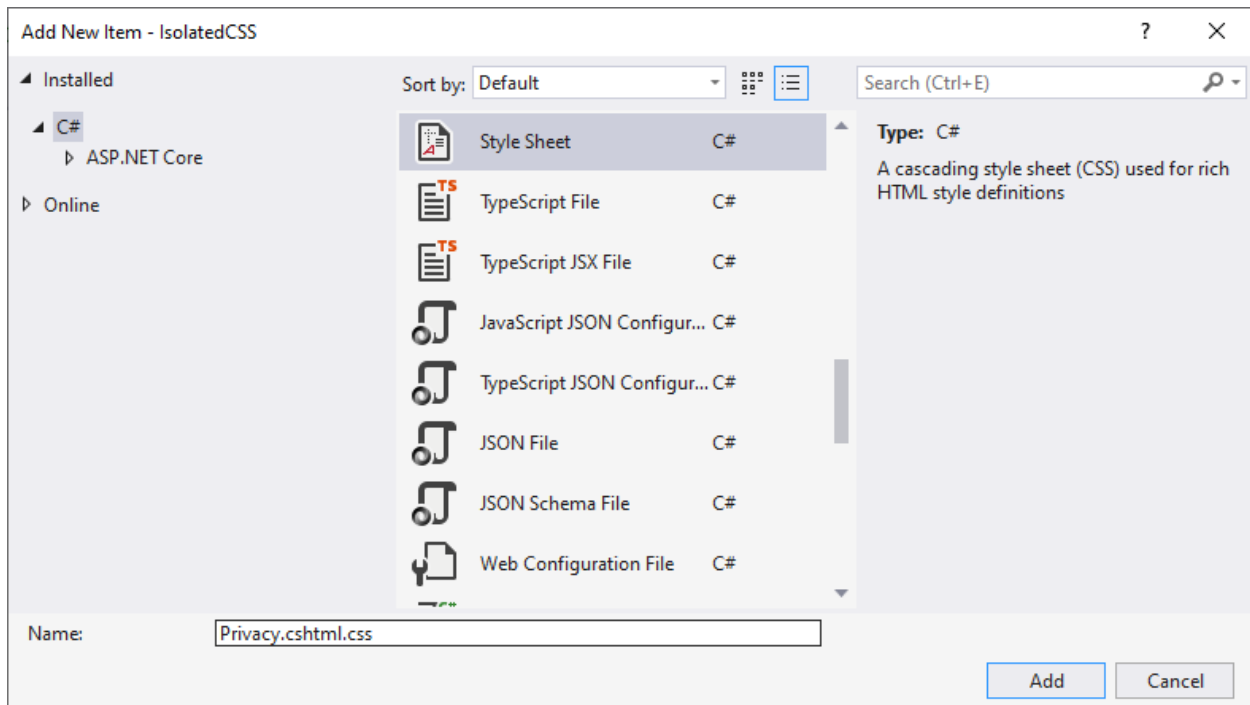 Add New Item - IsolatedCSS
?
Installed
C#
ASP.NET Core
Online
Sort by: Default
Search (Ctrl+E)
Style Sheet C#
TypeScript File C#
TypeScript JSX File C#
JavaScript JSON Configur... C#
TypeScript JSON Configur... C#
JSON File C#
JSON Schema File C#
Web Configuration File C#
Type: C#
A cascading style sheet (CSS) used for rich
HTML style definitions
Name: Privacy.cshtml.css
Add Cancel